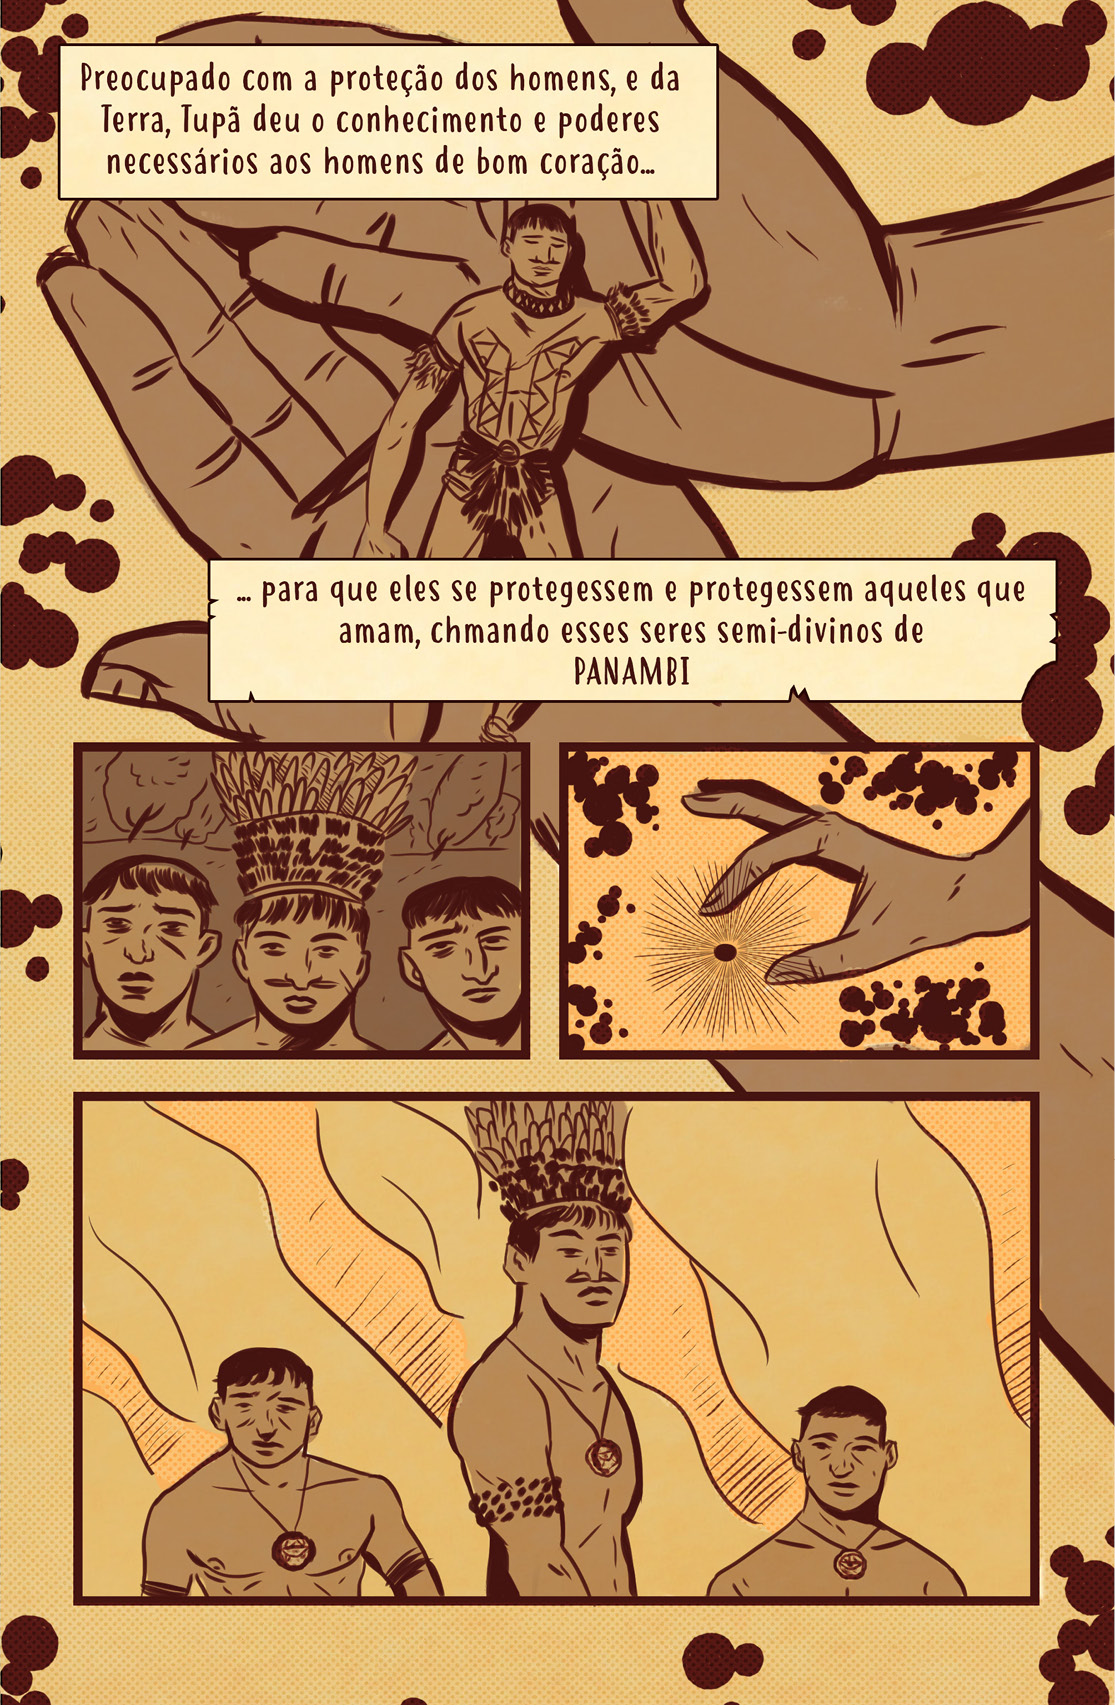 Preocupado com a proteção dos homens, e da
Terra, Tupã deu o conhecimento e poderes
necessários aos homens de bom coração...
... para que eles se protegessem e protegessem aqueles que
amam, chmando esses seres semi-divinos de
PANAMBI